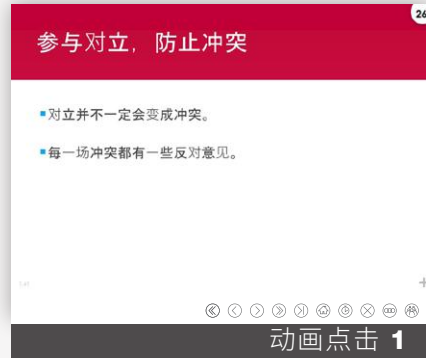 26
参与对立，防止冲突
对立并不一定会变成冲突。
每一场冲突都有一些反对意见。
动画点击 1